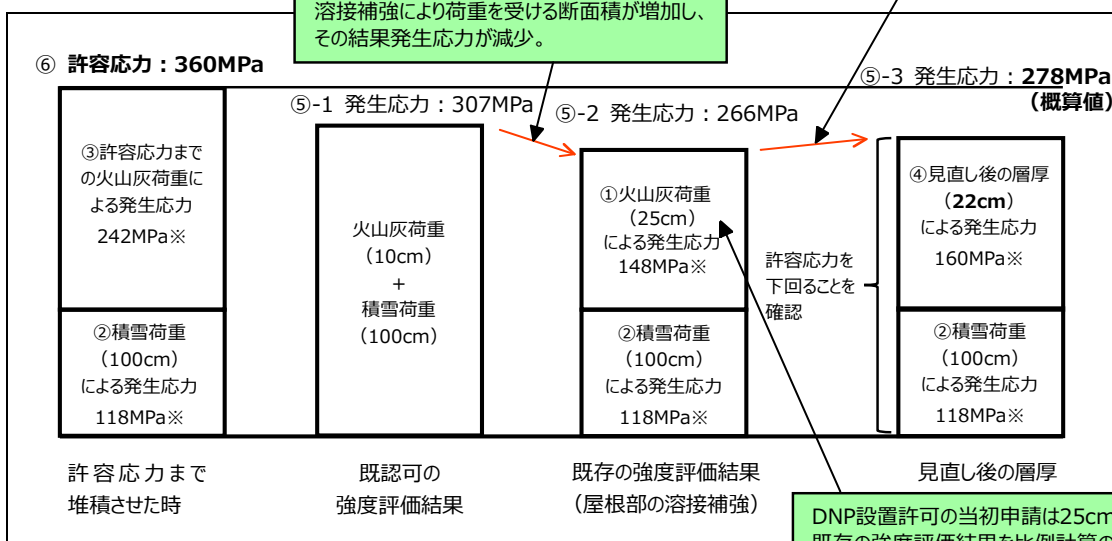 溶接補強により荷重を受ける断面積が増加し、
その結果発生応力が減少。
⑥ 許容応力：360MPa
⑤-1 発生応力：307MPa
⑤-2 発生応力：266MPa
⑤-3 発生応力：278MPa
（概算値）
③許容応力まで
の火山灰荷重に
よる発生応力
242MPa※
②積雪荷重
（100cm）
による発生応力
118MPa※
火山灰荷重
（10cm）
+
積雪荷重
（100cm）
①火山灰荷重
（25cm）
による発生応力
148MPa※
②積雪荷重
（100cm）
による発生応力
118MPa※
許容応力を
下回ることを
確認
④見直し後の層厚
（22cm）
による発生応力
160MPa※
②積雪荷重
（100cm）
による発生応力
118MPa※
許容応力まで
堆積させた時
既認可の
強度評価結果
既存の強度評価結果
（屋根部の溶接補強）
見直し後の層厚
DNP設置許可の当初申請は25cm
既存の強度評価結果を比例計算の